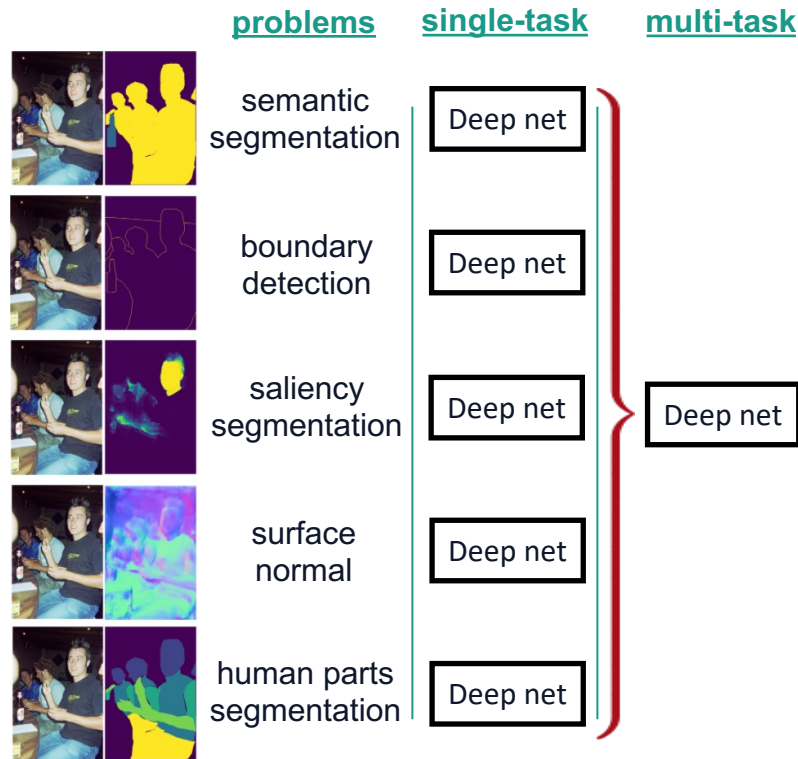 problems single-task multi-task
semantic
segmentation
Deep net
boundary
detection
Deep net
saliency
segmentation
Deep net
Deep net
surface
normal
Deep net
human parts
segmentation
Deep net